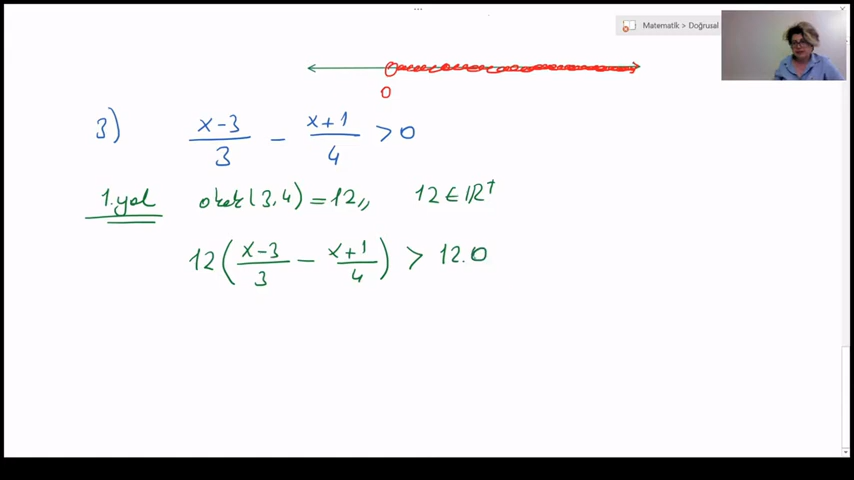 Matematik > Doğrusal
0
3) x-3/3 - x+1/4 > 0
1.yol okek(3,4)=12,, 12∈ℝ⁺
12(x-3/3 - x+1/4) > 12.0